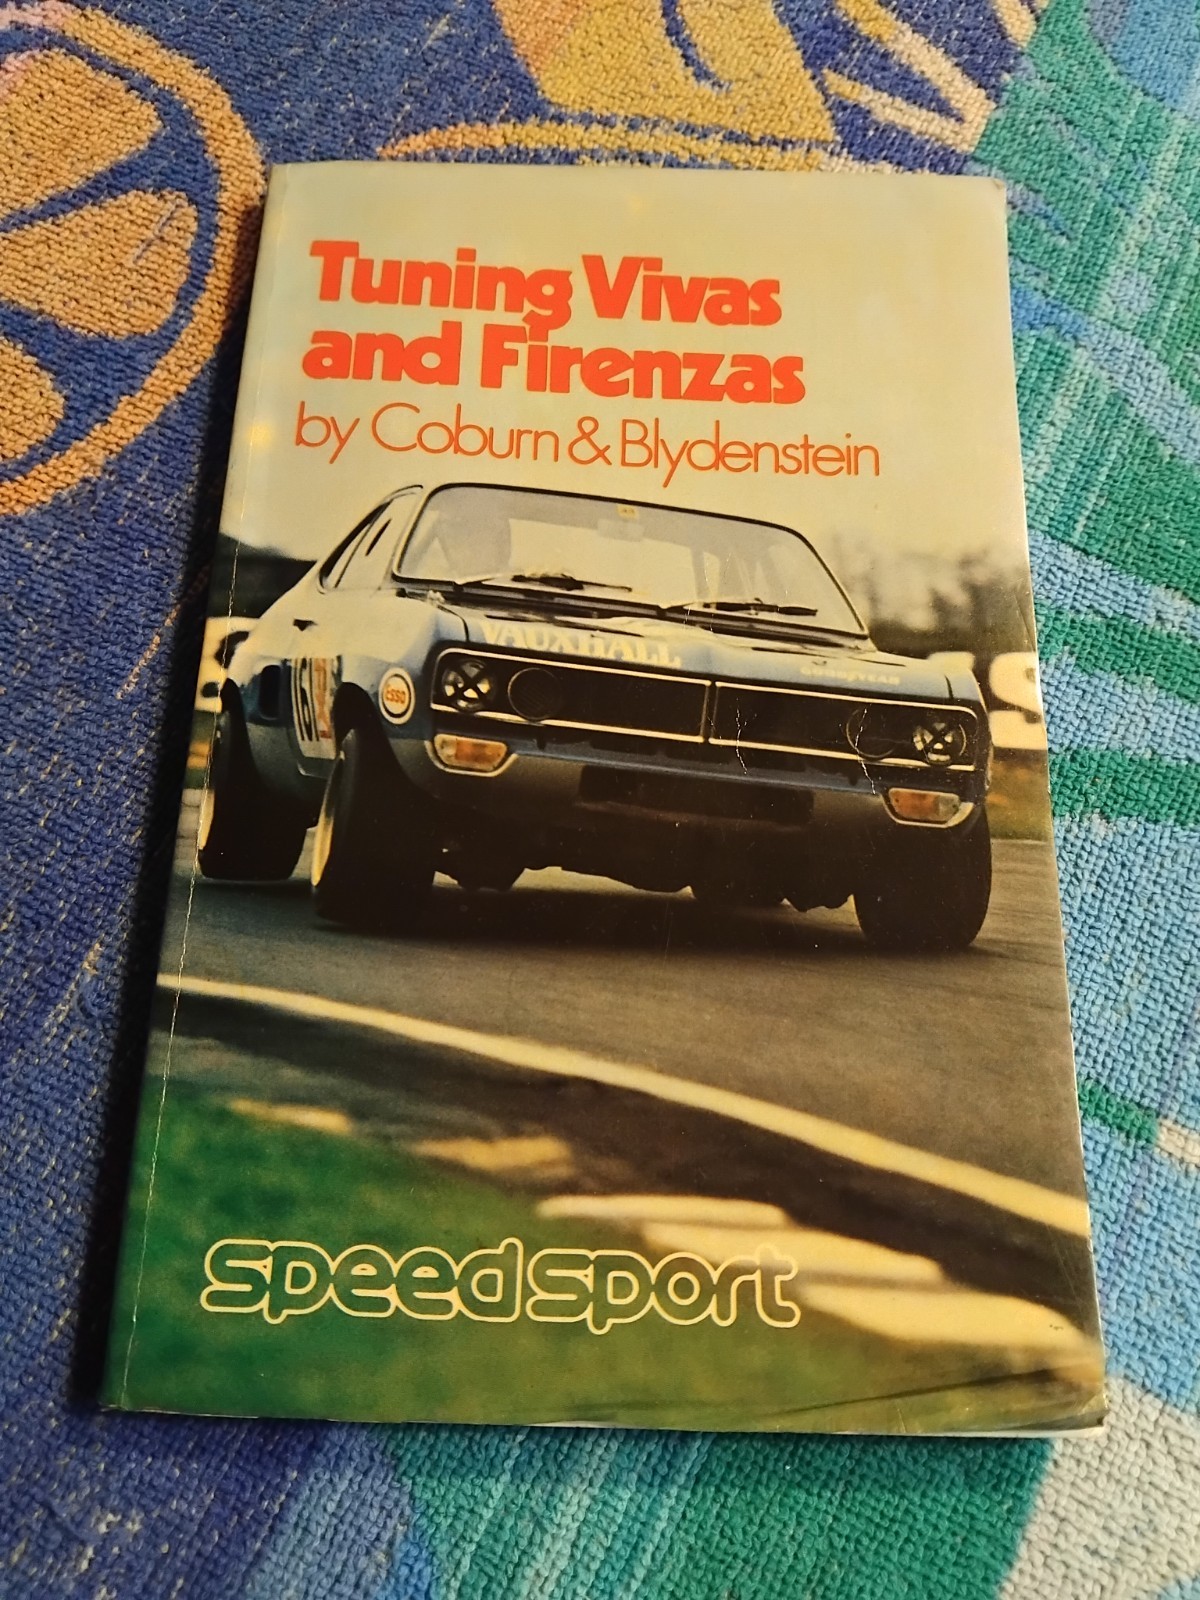 Tuning Vivas
and Firenzas
by Coburn & Blydenstein
VAUXHALL
GOODYEAR
ESSO
speedsport